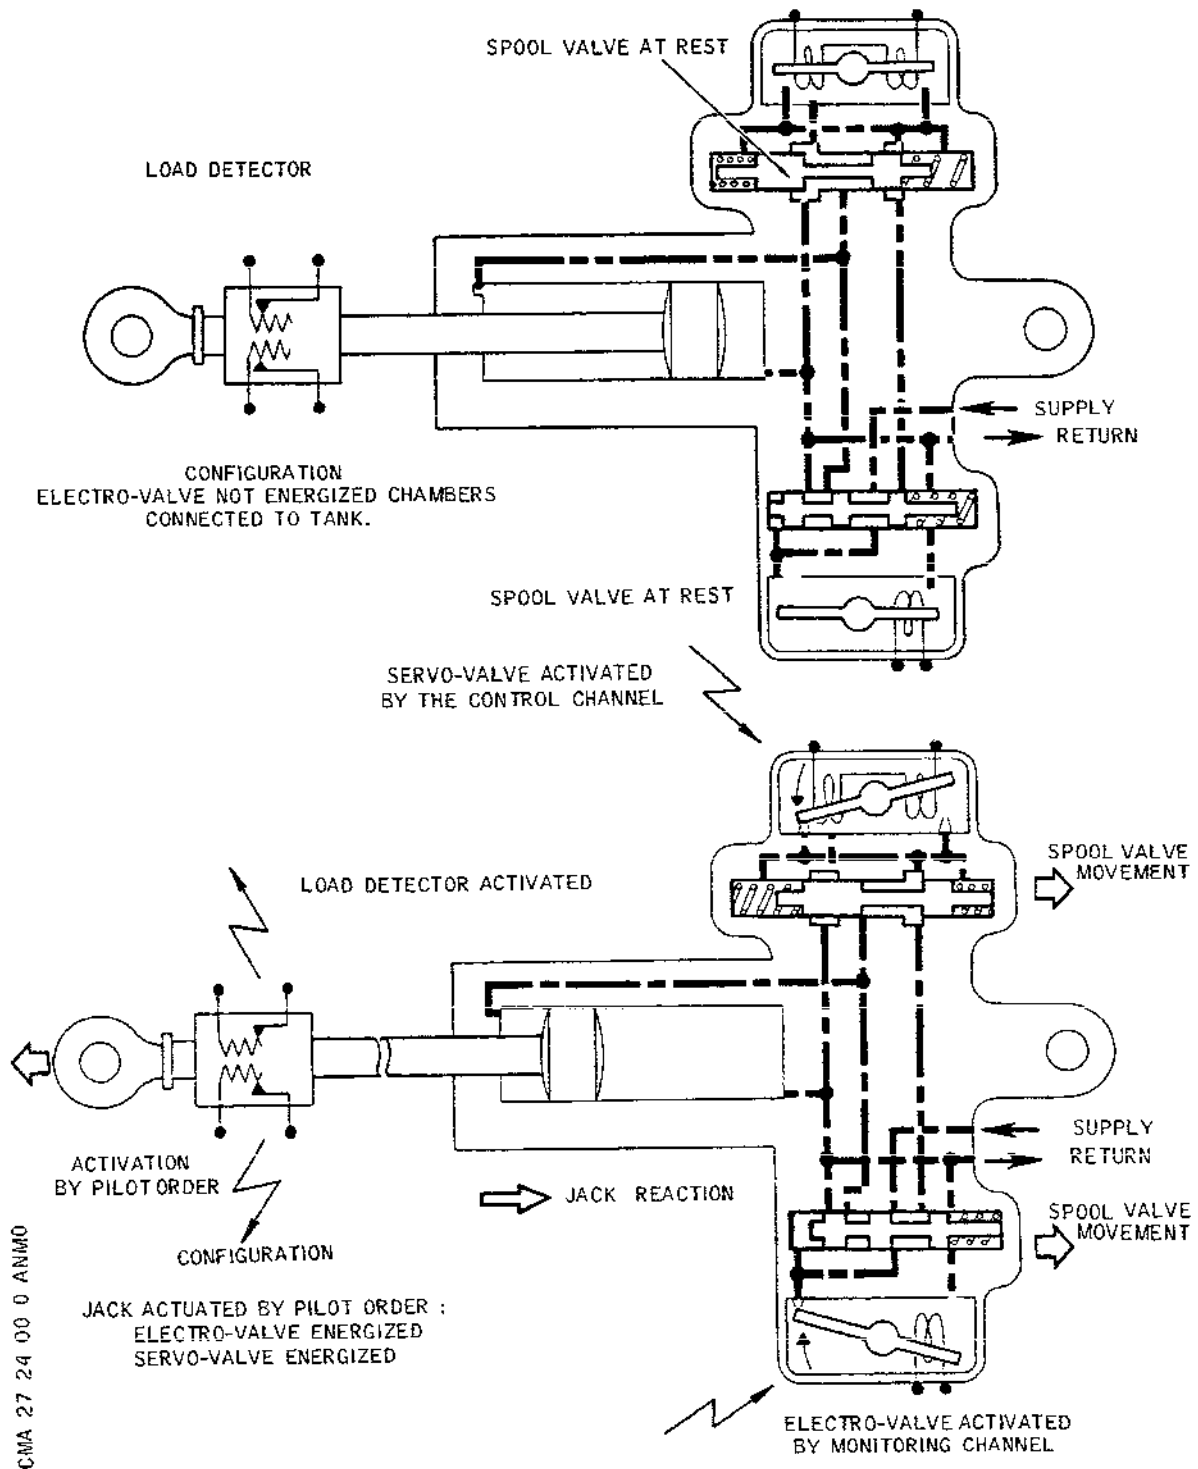 SPOOL VALVE AT REST
LOAD DETECTOR
SUPPLY
RETURN
CONFIGURATION
ELECTRO-VALVE NOT ENERGIZED CHAMBERS
CONNECTED TO TANK.
SPOOL VALVE AT REST
SERVO-VALVE ACTIVATED
BY THE CONTROL CHANNEL
SPOOL VALVE
MOVEMENT
LOAD DETECTOR ACTIVATED
SUPPLY
RETURN
ACTIVATION
BY PILOT ORDER
JACK REACTION
SPOOL VALVE
MOVEMENT
CONFIGURATION
JACK ACTUATED BY PILOT ORDER :
ELECTRO-VALVE ENERGIZED
SERVO-VALVE ENERGIZED
ELECTRO-VALVE ACTIVATED
BY MONITORING CHANNEL
CMA 27 24 00 0 ANMO